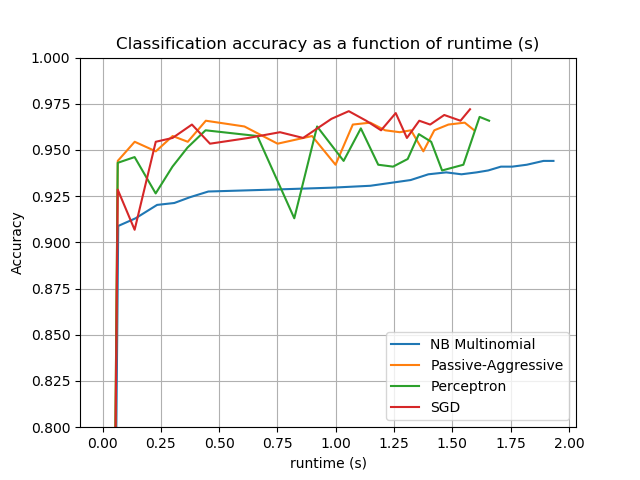 Classification accuracy as a function of runtime (s)
1.000
0.975
0.950
0.925
0.900
0.875
0.850
0.825
0.800
Accuracy
NB Multinomial
Passive-Aggressive
Perceptron
SGD
0.00 0.25 0.50 0.75 1.00 1.25 1.50 1.75 2.00
runtime (s)